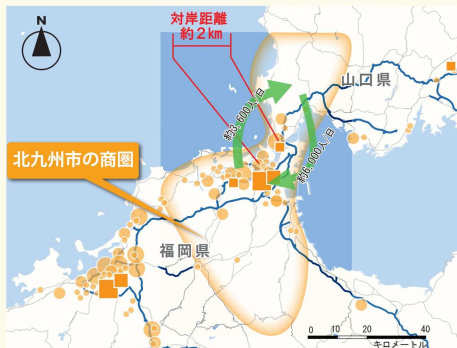 N
対岸距離
約2km
山口県
約3,600人/日
約6,000人/日
北九州市の商圏
福岡県
0 10 20 40
キロメートル